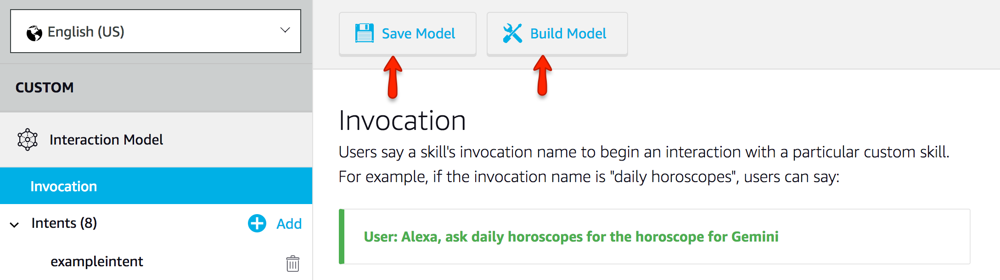 English (US)
CUSTOM
Interaction Model
Invocation
Intents (8)
Add
exampleintent
Save Model
Build Model
Invocation
Users say a skill's invocation name to begin an interaction with a particular custom skill.
For example, if the invocation name is "daily horoscopes", users can say:
User: Alexa, ask daily horoscopes for the horoscope for Gemini